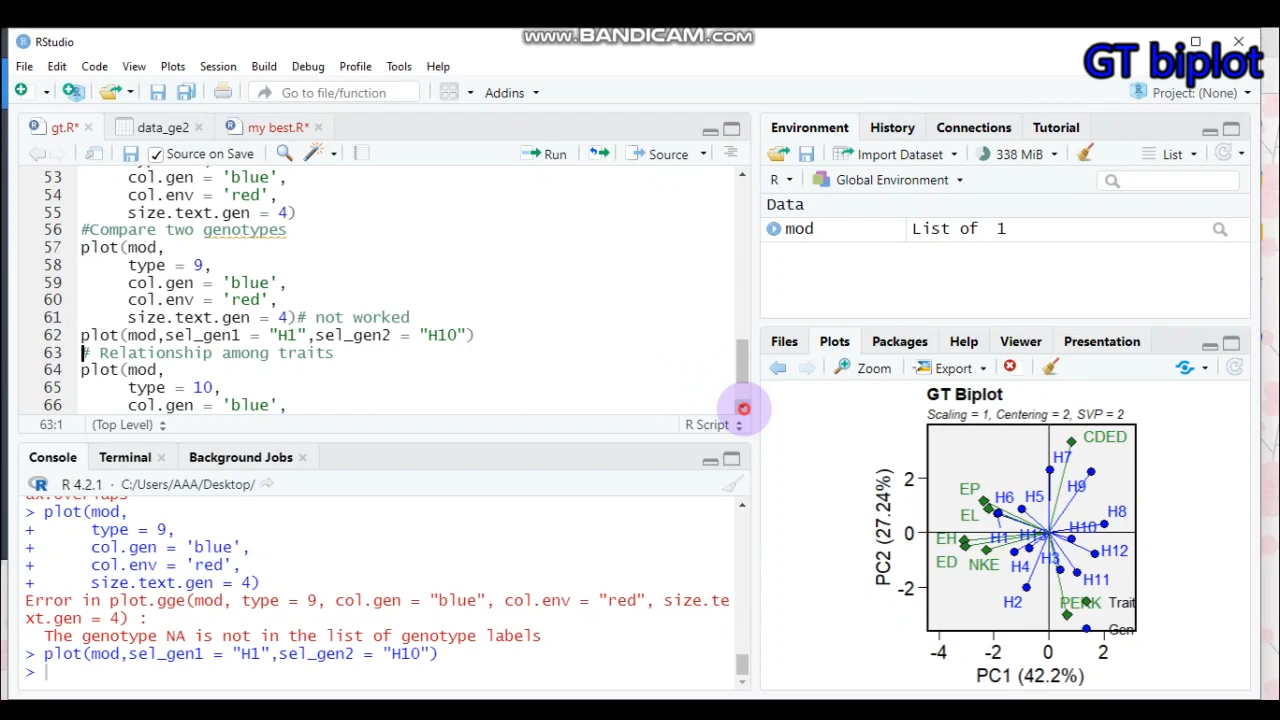 www.BANDICAM.com
RStudio
GT biplot
File Edit Code View Plots Session Build Debug Profile Tools Help
Go to file/function Addins Project: (None)
gt.R* data_ge2 my best.R*
Source on Save Run Source
53 col.gen = 'blue',
54 col.env = 'red',
55 size.text.gen = 4)
56 #Compare two genotypes
57 plot(mod,
58 type = 9,
59 col.gen = 'blue',
60 col.env = 'red',
61 size.text.gen = 4)# not worked
62 plot(mod,sel_gen1 = "H1",sel_gen2 = "H10")
63 # Relationship among traits
64 plot(mod,
65 type = 10,
66 col.gen = 'blue',
63:1 (Top Level) R Script
Console Terminal Background Jobs
R 4.2.1 · C:/Users/AAA/Desktop/
> plot(mod,
+ type = 9,
+ col.gen = 'blue',
+ col.env = 'red',
+ size.text.gen = 4)
Error in plot.gge(mod, type = 9, col.gen = "blue", col.env = "red", size.te
xt.gen = 4) :
The genotype NA is not in the list of genotype labels
> plot(mod,sel_gen1 = "H1",sel_gen2 = "H10")
>
Environment History Connections Tutorial
Import Dataset 338 MiB List
R Global Environment
Data
mod List of 1
Files Plots Packages Help Viewer Presentation
Zoom Export
GT Biplot
Scaling = 1, Centering = 2, SVP = 2
CDED
H7
H9
EP H6 H5
EL H8
EH H1 H10
ED NKE H4 H3 H12
H11
H2 PERK Trait
Gen
2
0
-2
PC2 (27.24%)
-4 -2 0 2
PC1 (42.2%)